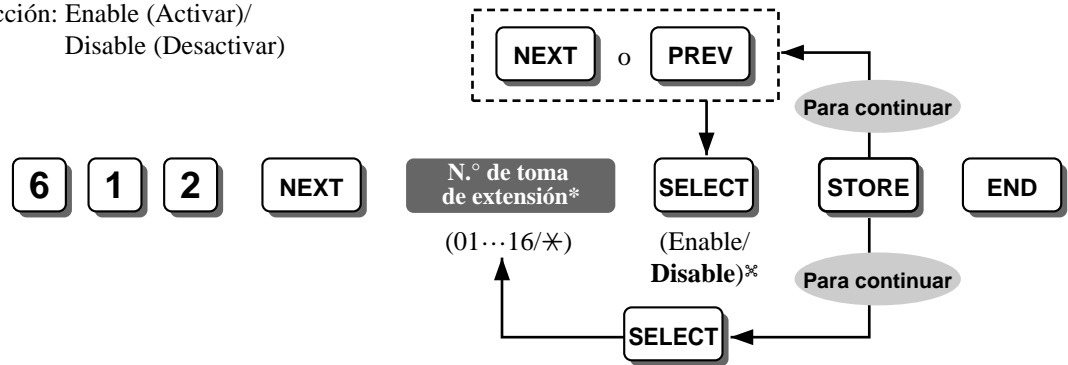 cción: Enable (Activar)/
Disable (Desactivar)
NEXT o PREV
Para continuar
6 1 2 NEXT N.° de toma de extensión* SELECT STORE END
(01···16/✳) (Enable/
Disable)※
Para continuar
SELECT